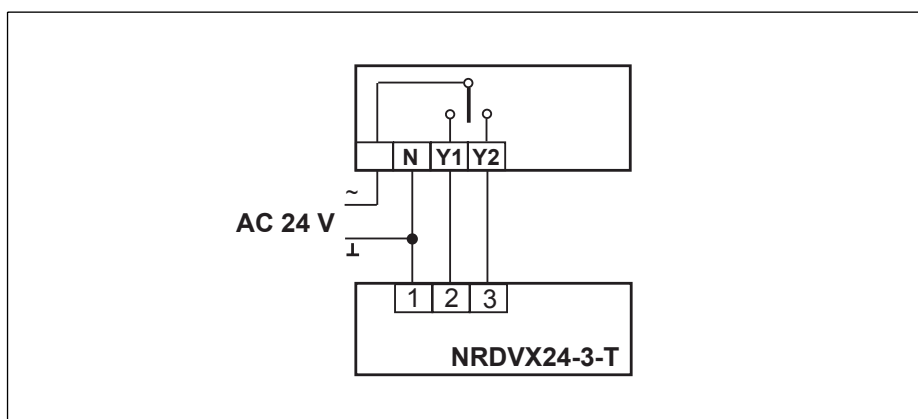 N Y1 Y2
~
AC 24 V
⊥
1 2 3
NRDVX24-3-T